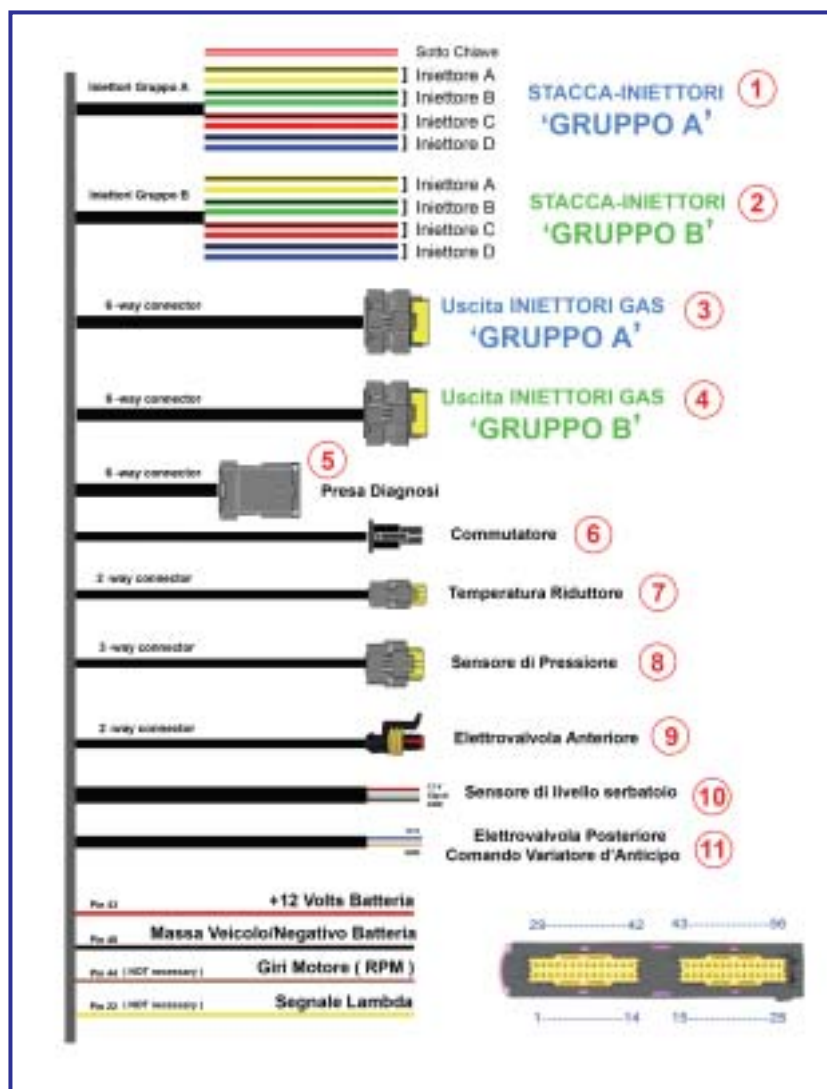 Sotto Chiave
Iniettori Gruppo A
] Iniettore A
] Iniettore B
] Iniettore C
] Iniettore D
STACCA-INIETTORI
'GRUPPO A'
1
Iniettori Gruppo B
] Iniettore A
] Iniettore B
] Iniettore C
] Iniettore D
STACCA-INIETTORI
'GRUPPO B'
2
6-way connector
Uscita INIETTORI GAS
'GRUPPO A'
3
6-way connector
Uscita INIETTORI GAS
'GRUPPO B'
4
6-way connector
5
Presa Diagnosi
Commutatore
6
2-way connector
Temperatura Riduttore
7
3-way connector
Sensore di Pressione
8
2-way connector
Elettrovalvola Anteriore
9
Sensore di livello serbatoio
10
Elettrovalvola Posteriore
Comando Variatore d'Anticipo
11
+12 Volts Batteria
Massa Veicolo/Negativo Batteria
Pin 44 ( NOT necessary )
Giri Motore ( RPM )
Pin 22 ( NOT necessary )
Segnale Lambda
29 42 43 56
1 14 15 28